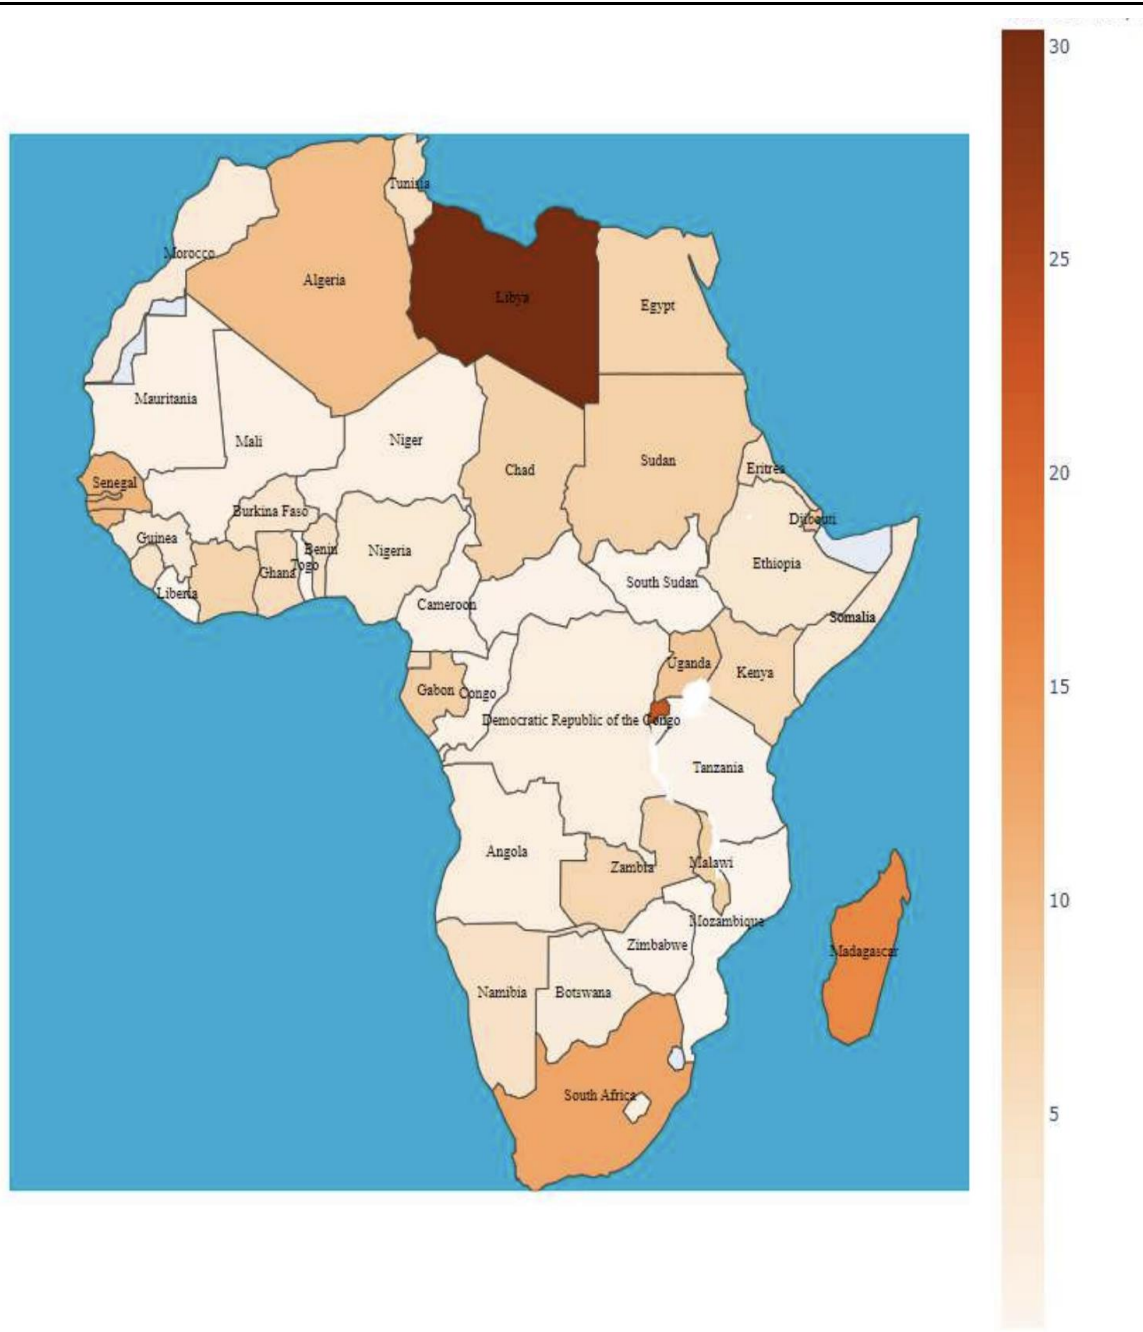 30
Tunisia
Morocco
25
Algeria
Libya
Egypt
Mauritania
Mali
Niger
Sudan
Eritrea
Chad
20
Senegal
Burkina Faso
Djibouti
Guinea
Benin
Nigeria
Togo
Ethiopia
Ghana
South Sudan
Liberia
Cameroon
Somalia
Uganda
Kenya
Gabon
Congo
15
Democratic Republic of the Congo
Tanzania
Angola
Malawi
Zambia
10
Mozambique
Zimbabwe
Madagascar
Namibia
Botswana
South Africa
5